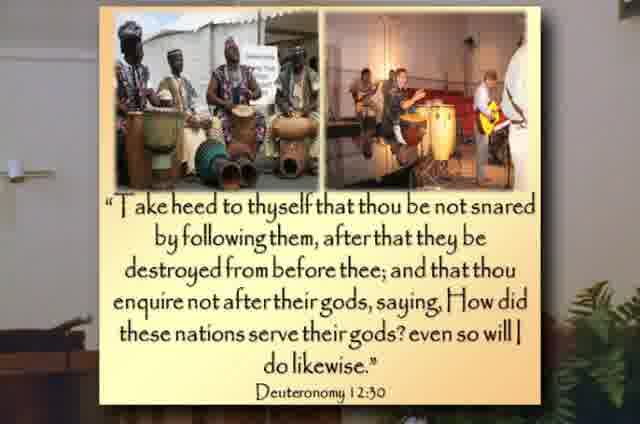 “Take heed to thyself that thou be not snared
by following them, after that they be
destroyed from before thee; and that thou
enquire not after their gods, saying, How did
these nations serve their gods? even so will I
do likewise.”
Deuteronomy 12:30